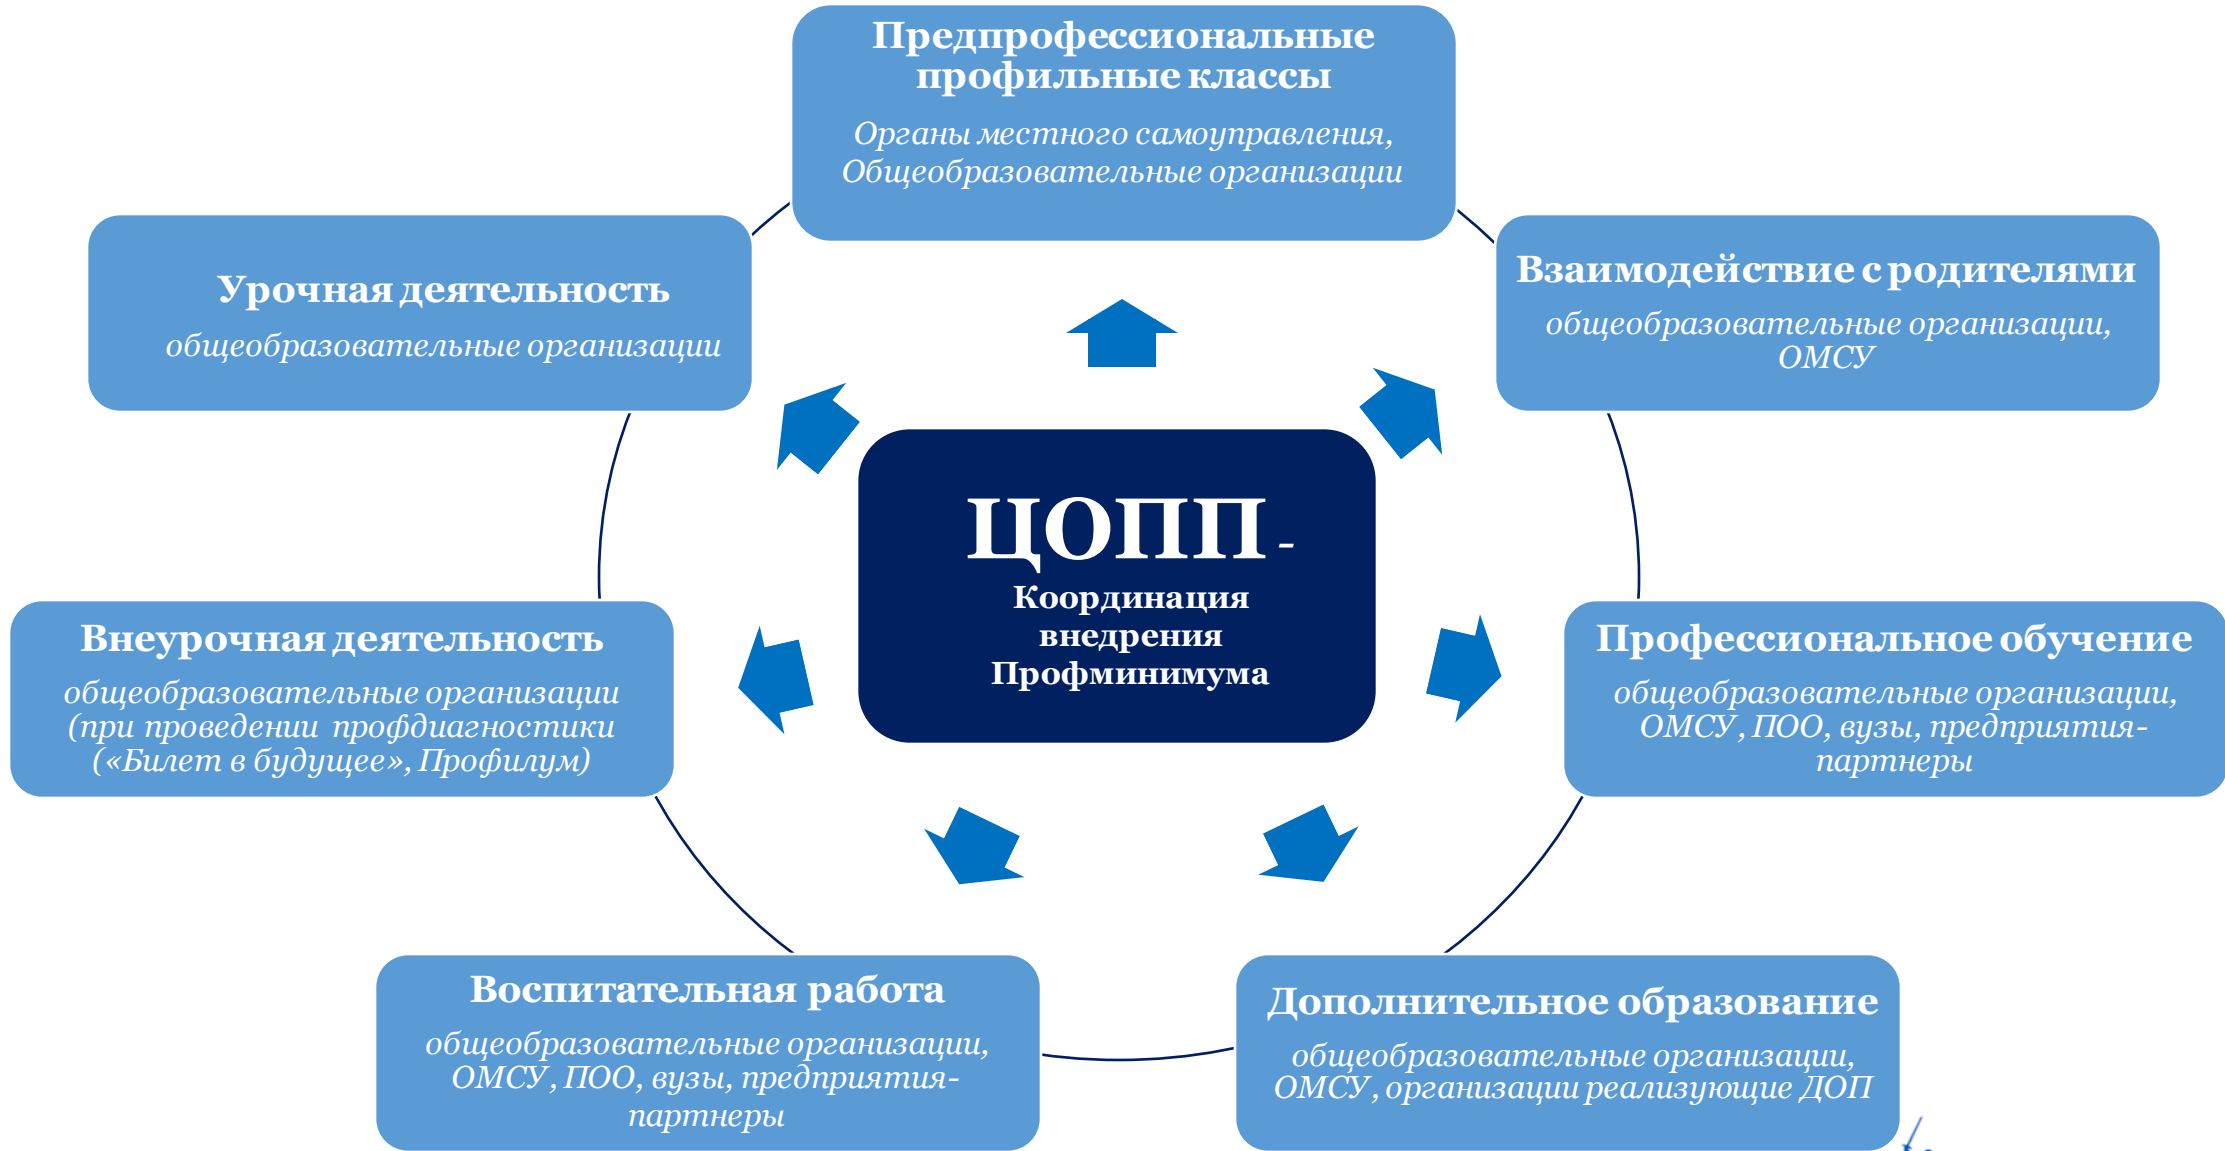 Предпрофессиональные
профильные классы
Органы местного самоуправления,
Общеобразовательные организации
Урочная деятельность
общеобразовательные организации
Взаимодействие с родителями
общеобразовательные организации,
ОМСУ
ЦОПП -
Координация
внедрения
Профминимума
Внеурочная деятельность
общеобразовательные организации
(при проведении профдиагностики
(«Билет в будущее», Профилум)
Профессиональное обучение
общеобразовательные организации,
ОМСУ, ПОО, вузы, предприятия-
партнеры
Воспитательная работа
общеобразовательные организации,
ОМСУ, ПОО, вузы, предприятия-
партнеры
Дополнительное образование
общеобразовательные организации,
ОМСУ, организации реализующие ДОП